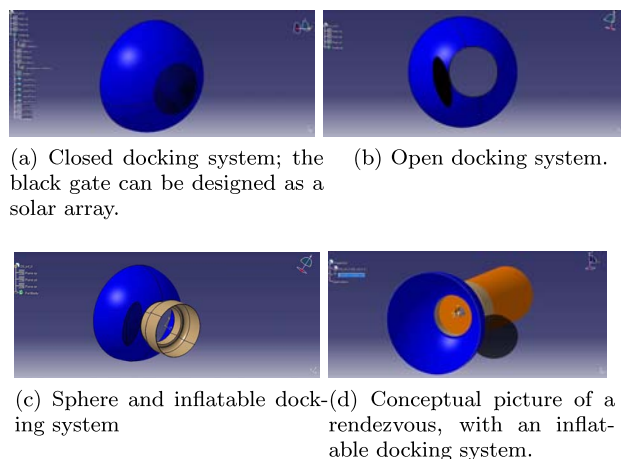 (a) Closed docking system; the
black gate can be designed as a
solar array.
(b) Open docking system.
(c) Sphere and inflatable dock-
ing system
(d) Conceptual picture of a
rendezvous, with an inflat-
able docking system.